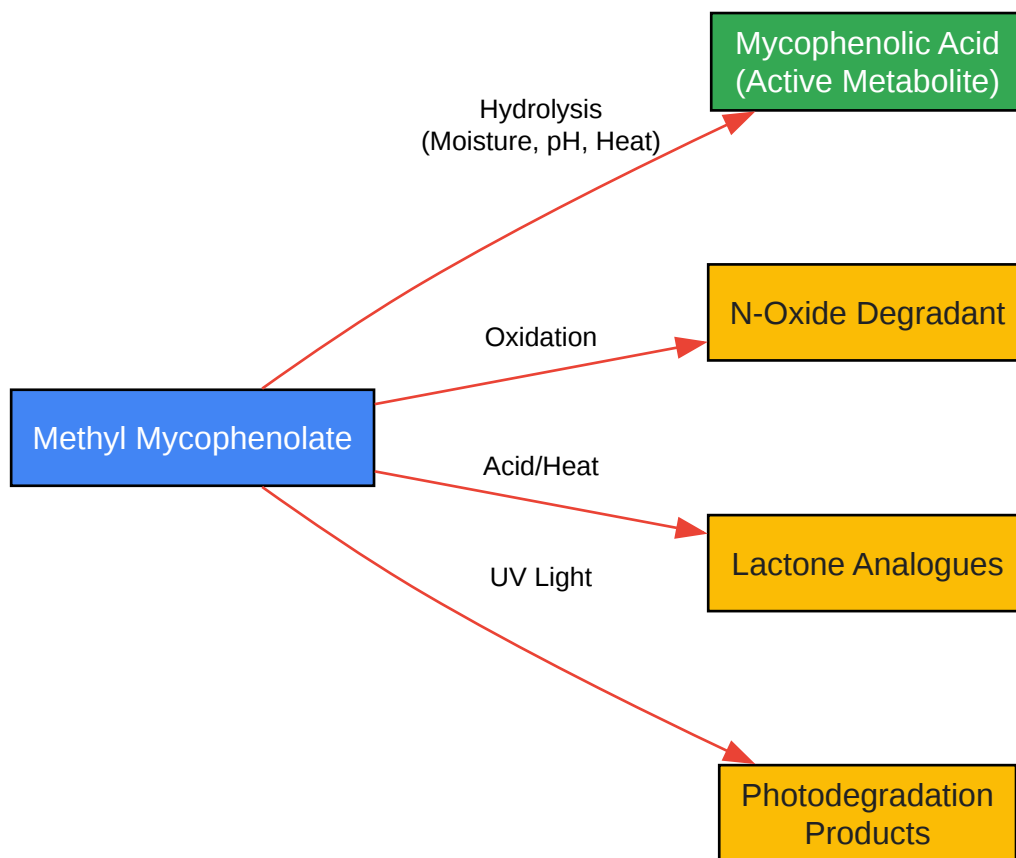 Mycophenolic Acid
(Active Metabolite)
Hydrolysis
(Moisture, pH, Heat)
N-Oxide Degradant
Oxidation
Methyl Mycophenolate
Acid/Heat
Lactone Analogues
UV Light
Photodegradation
Products